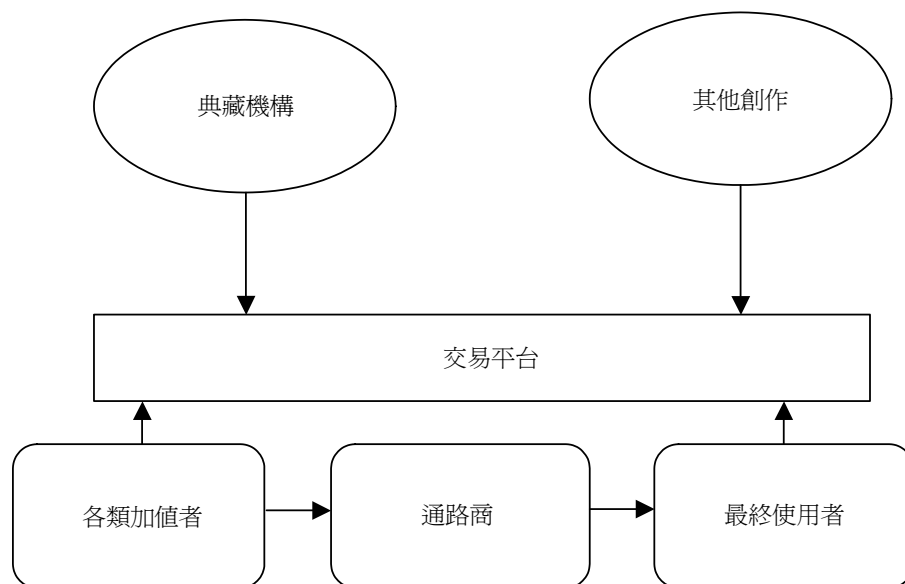 典藏機構
其他創作
交易平台
各類加值者
通路商
最終使用者